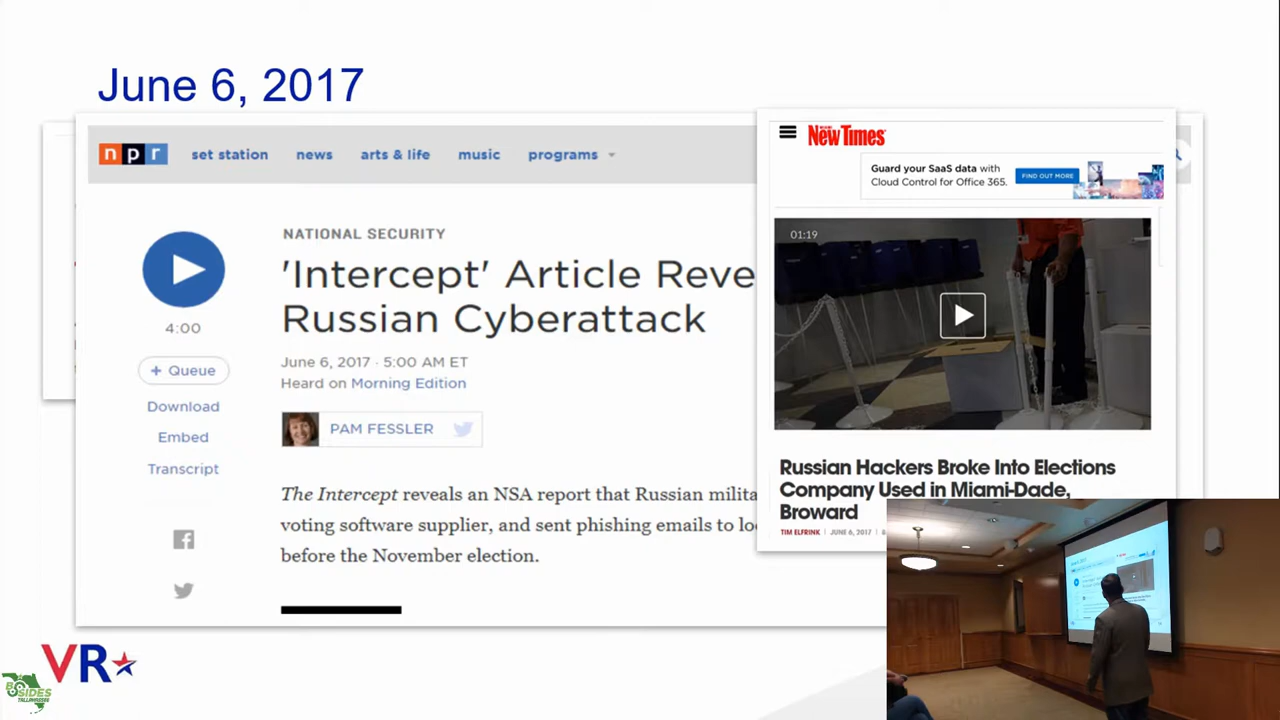 June 6, 2017
npr
set station
news
arts & life
music
programs
NATIONAL SECURITY
'Intercept' Article Reve
Russian Cyberattack
4:00
June 6, 2017 · 5:00 AM ET
Heard on Morning Edition
+ Queue
Download
Embed
Transcript
PAM FESSLER
The Intercept reveals an NSA report that Russian milita
voting software supplier, and sent phishing emails to lo
before the November election.
NEW TIMES
Guard your SaaS data with
Cloud Control for Office 365.
FIND OUT MORE
01:19
Russian Hackers Broke Into Elections
Company Used in Miami-Dade,
Broward
TIM ELFRINK | JUNE 6, 2017 | 8
VR
BSIDES
TALLAHASSEE